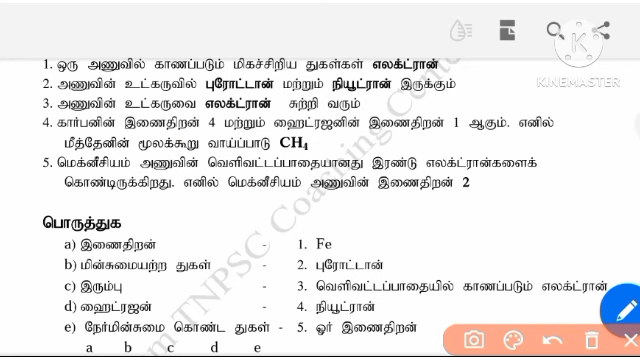 KINEMASTER
1. ஒரு அணுவில் காணப்படும் மிகச்சிறிய துகள்கள் எலக்ட்ரான்
2. அணுவின் உட்கருவில் புரோட்டான் மற்றும் நியூட்ரான் இருக்கும்
3. அணுவின் உட்கருவை எலக்ட்ரான் சுற்றி வரும்
4. கார்பனின் இணைதிறன் 4 மற்றும் ஹைட்ரஜனின் இணைதிறன் 1 ஆகும். எனில்
மீத்தேனின் மூலக்கூறு வாய்ப்பாடு CH₄
5. மெக்னீசியம் அணுவின் வெளிவட்டப்பாதையானது இரண்டு எலக்ட்ரான்களைக்
கொண்டிருக்கிறது. எனில் மெக்னீசியம் அணுவின் இணைதிறன் 2
பொருத்துக
a) இணைதிறன் - 1. Fe
b) மின்சுமையற்ற துகள் - 2. புரோட்டான்
c) இரும்பு - 3. வெளிவட்டப்பாதையில் காணப்படும் எலக்ட்ரான்
d) ஹைட்ரஜன் - 4. நியூட்ரான்
e) நேர்மின்சுமை கொண்ட துகள் - 5. ஓர் இணைதிறன்
a b c d e
m TNPSC Coaching Center